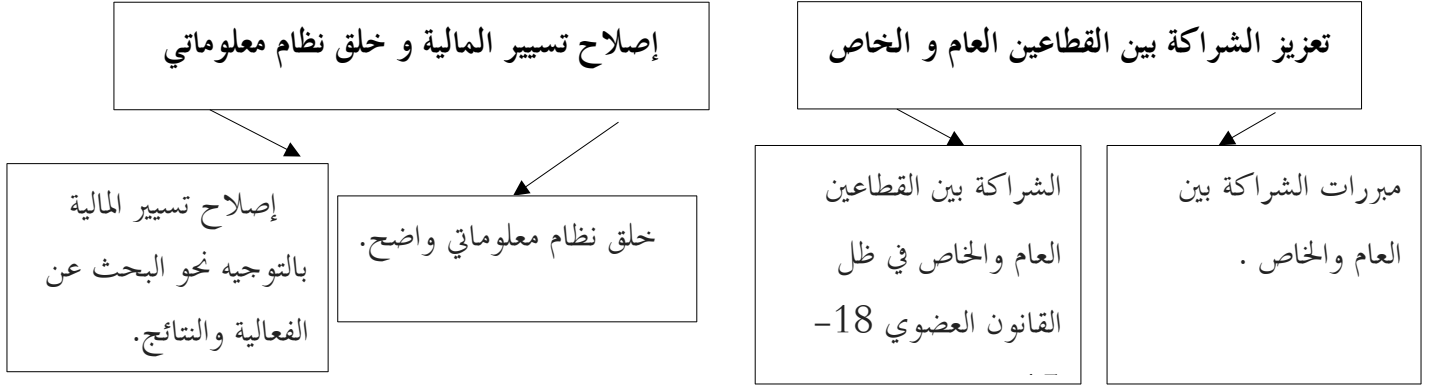 تعزيز الشراكة بين القطاعين العام و الخاص
إصلاح تسيير المالية و خلق نظام معلوماتي
مبررات الشراكة بين
العام والخاص .
الشراكة بين القطاعين
العام والخاص في ظل
القانون العضوي 18–
خلق نظام معلوماتي واضح.
إصلاح تسيير المالية
بالتوجيه نحو البحث عن
الفعالية والنتائج.